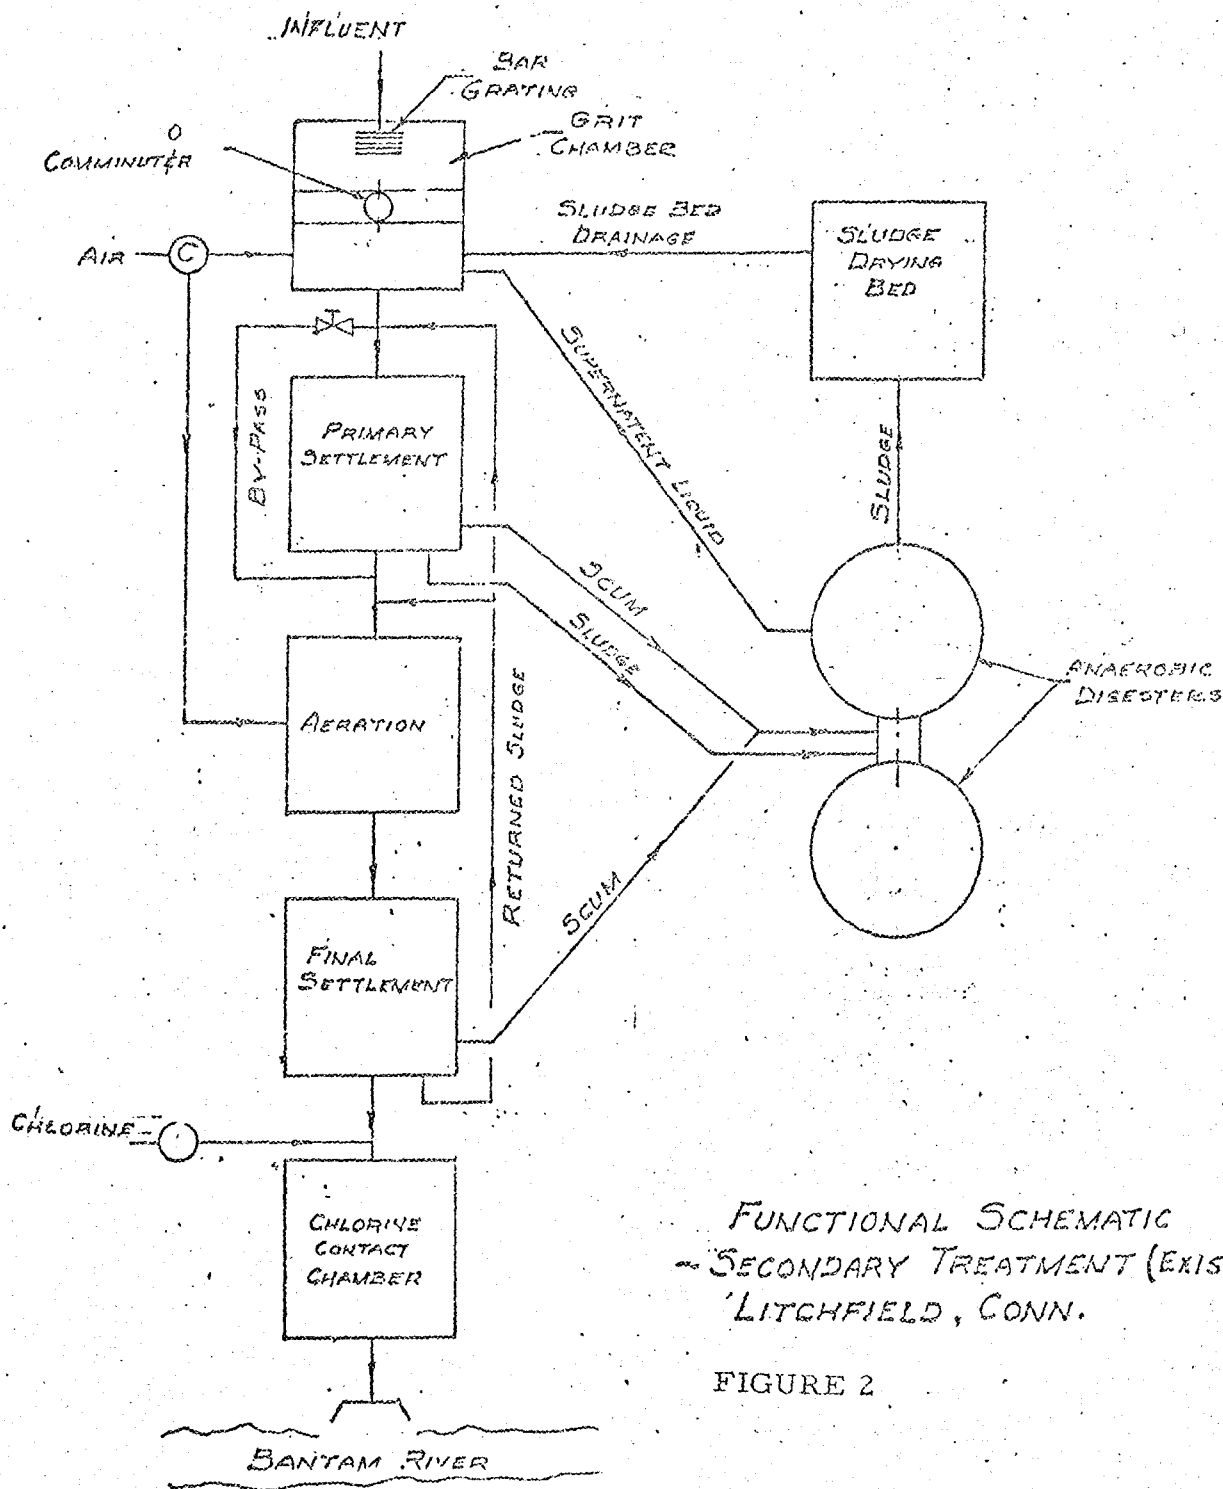 INFLUENT
BAR
GRATING
GRIT
CHAMBER
O
COMMINUTER
SLUDGE BED
DRAINAGE
SLUDGE
DRYING
BED
AIR
C
SUPERNATENT LIQUID
BY-PASS
PRIMARY
SETTLEMENT
SLUDGE
SCUM
SLUDGE
ANAEROBIC
DISESTERS
AERATION
RETURNED SLUDGE
SCUM
FINAL
SETTLEMENT
CHLORINE
CHLORINE
CONTACT
CHAMBER
FUNCTIONAL SCHEMATIC
- SECONDARY TREATMENT (EXIS
LITCHFIELD, CONN.
FIGURE 2
BANTAM RIVER